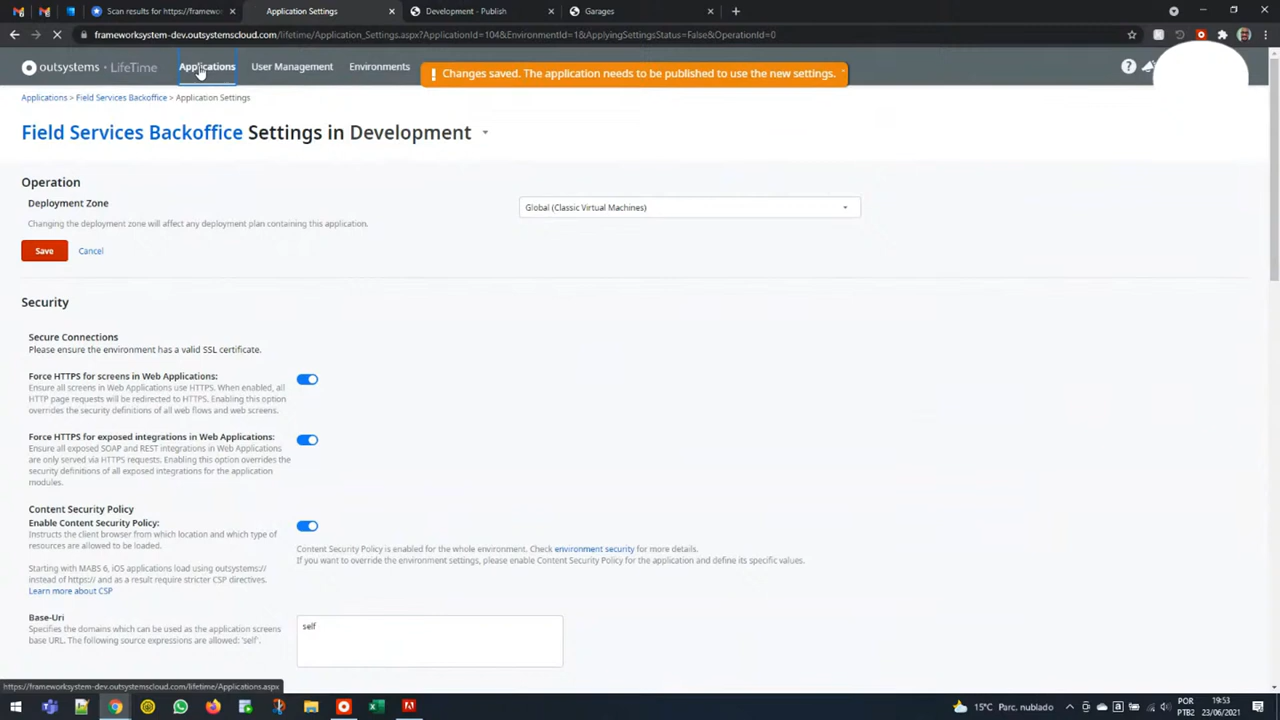 Scan results for https://framewo
Application Settings
Development - Publish
Garages
frameworksystem-dev.outsystemscloud.com/lifetime/Application_Settings.aspx?ApplicationId=104&EnvironmentId=1&ApplyingSettingsStatus=False&OperationId=0
outsystems · LifeTime
Applications
User Management
Environments
Changes saved. The application needs to be published to use the new settings.
Applications > Field Services Backoffice > Application Settings
Field Services Backoffice Settings in Development
Operation
Deployment Zone
Global (Classic Virtual Machines)
Changing the deployment zone will affect any deployment plan containing this application.
Save
Cancel
Security
Secure Connections
Please ensure the environment has a valid SSL certificate.
Force HTTPS for screens in Web Applications:
Ensure all screens in Web Applications use HTTPS. When enabled, all
HTTP page requests will be redirected to HTTPS. Enabling this option
overrides the security definitions of all web flows and web screens.
Force HTTPS for exposed integrations in Web Applications:
Ensure all exposed SOAP and REST integrations in Web Applications
are only served via HTTPS requests. Enabling this option overrides the
security definitions of all exposed integrations for the application
modules.
Content Security Policy
Enable Content Security Policy:
Instructs the client browser from which location and which type of
resources are allowed to be loaded.
Content Security Policy is enabled for the whole environment. Check environment security for more details.
If you want to override the environment settings, please enable Content Security Policy for the application and define its specific values.
Starting with MABS 6, iOS applications load using outsystems://
instead of https:// and as a result require stricter CSP directives.
Learn more about CSP
Base-Uri
Specifies the domains which can be used as the application screens
base URL. The following source expressions are allowed: 'self'.
self
https://frameworksystem-dev.outsystemscloud.com/lifetime/Applications.aspx
15°C Parc. nublado
POR
PTB2
19:53
23/06/2021